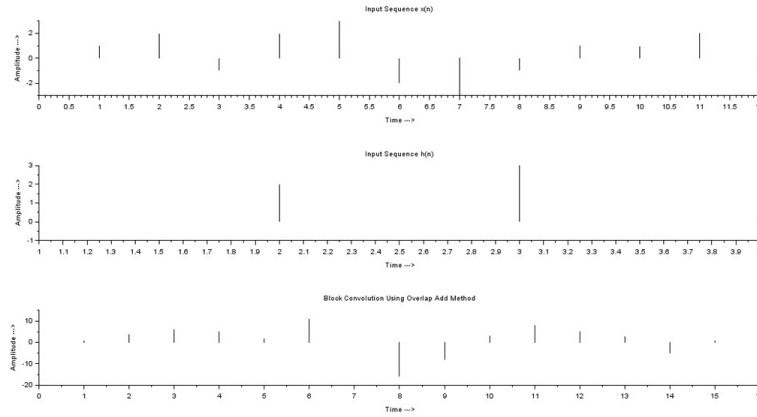 Input Sequence x(n)
Amplitude --->
2
0
-2
0 0.5 1 1.5 2 2.5 3 3.5 4 4.5 5 5.5 6 6.5 7 7.5 8 8.5 9 9.5 10 10.5 11 11.5
Time --->
Input Sequence h(n)
Amplitude --->
3
2
1
0
-1
1 1.1 1.2 1.3 1.4 1.5 1.6 1.7 1.8 1.9 2 2.1 2.2 2.3 2.4 2.5 2.6 2.7 2.8 2.9 3 3.1 3.2 3.3 3.4 3.5 3.6 3.7 3.8 3.9
Time --->
Block Convolution Using Overlap Add Method
Amplitude --->
10
0
-10
-20
0 1 2 3 4 5 6 7 8 9 10 11 12 13 14 15
Time --->